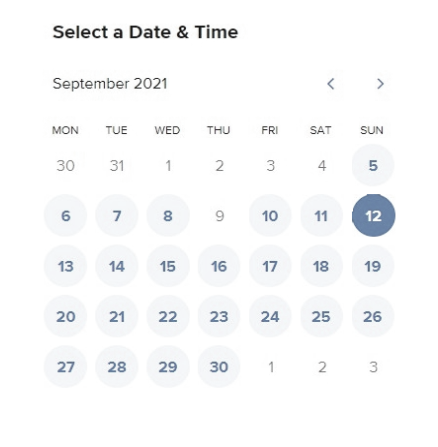 Select a Date & Time
September 2021
MON TUE WED THU FRI SAT SUN
30 31 1 2 3 4 5
6 7 8 9 10 11 12
13 14 15 16 17 18 19
20 21 22 23 24 25 26
27 28 29 30 1 2 3